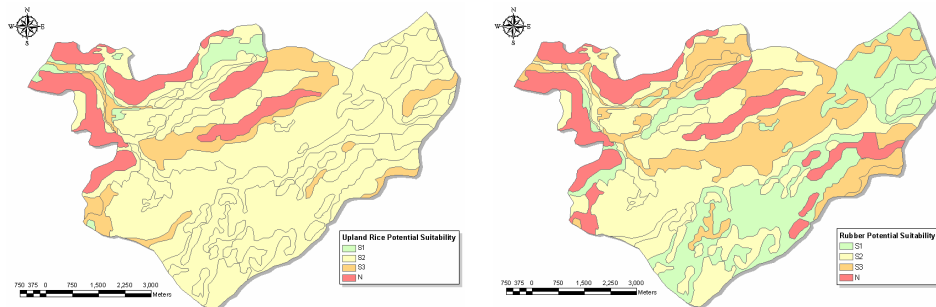 N
W E
S
Upland Rice Potential Suitability
S1
S2
S3
N
750 375 0 750 1,500 2,250 3,000
Meters
N
W E
S
Rubber Potential Suitability
S1
S2
S3
N
750 375 0 750 1,500 2,250 3,000
Meters